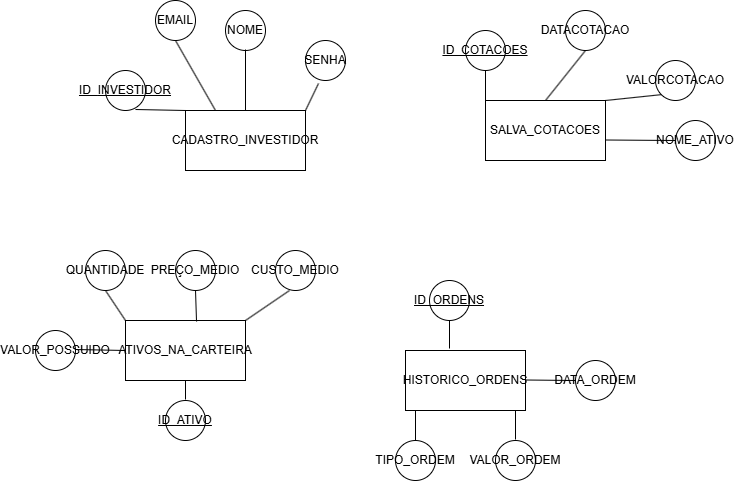 EMAIL
NOME
SENHA
ID_INVESTIDOR
CADASTRO_INVESTIDOR
DATACOTACAO
ID_COTACOES
VALORCOTACAO
SALVA_COTACOES
NOME_ATIVO
QUANTIDADE
PREÇO_MEDIO
CUSTO_MEDIO
VALOR_POSSUIDO
ATIVOS_NA_CARTEIRA
ID_ATIVO
ID_ORDENS
HISTORICO_ORDENS
DATA_ORDEM
TIPO_ORDEM
VALOR_ORDEM